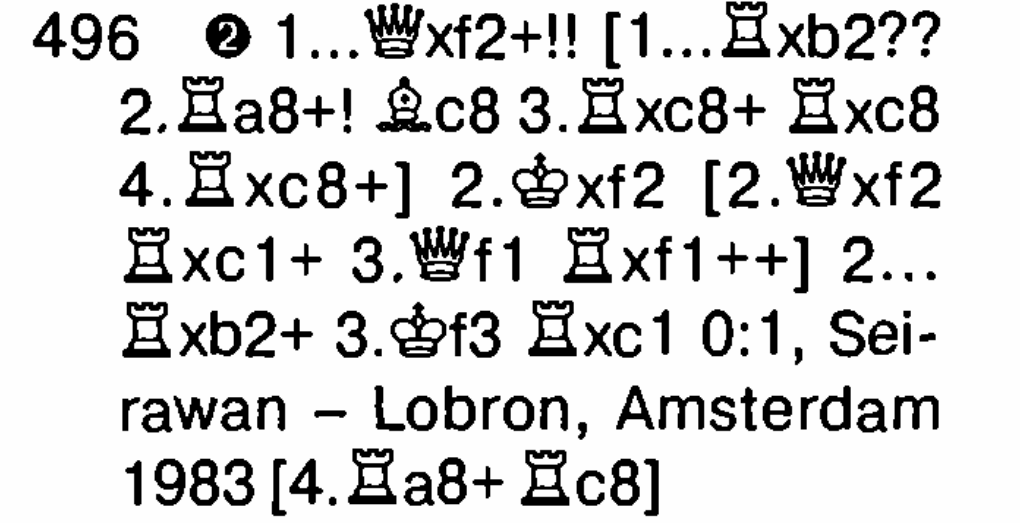 496 ❷ 1...♕xf2+!! [1...♖xb2??
2.♖a8+! ♗c8 3.♖xc8+ ♖xc8
4.♖xc8+] 2.♔xf2 [2.♕xf2
♖xc1+ 3.♕f1 ♖xf1++] 2...
♖xb2+ 3.♔f3 ♖xc1 0:1, Sei-
rawan – Lobron, Amsterdam
1983 [4.♖a8+ ♖c8]